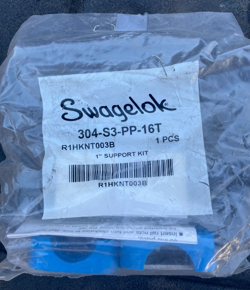 Swagelok
304-S3-PP-16T
R1HKNT003B 1 PCS
1" SUPPORT KIT
R1HKNT003B